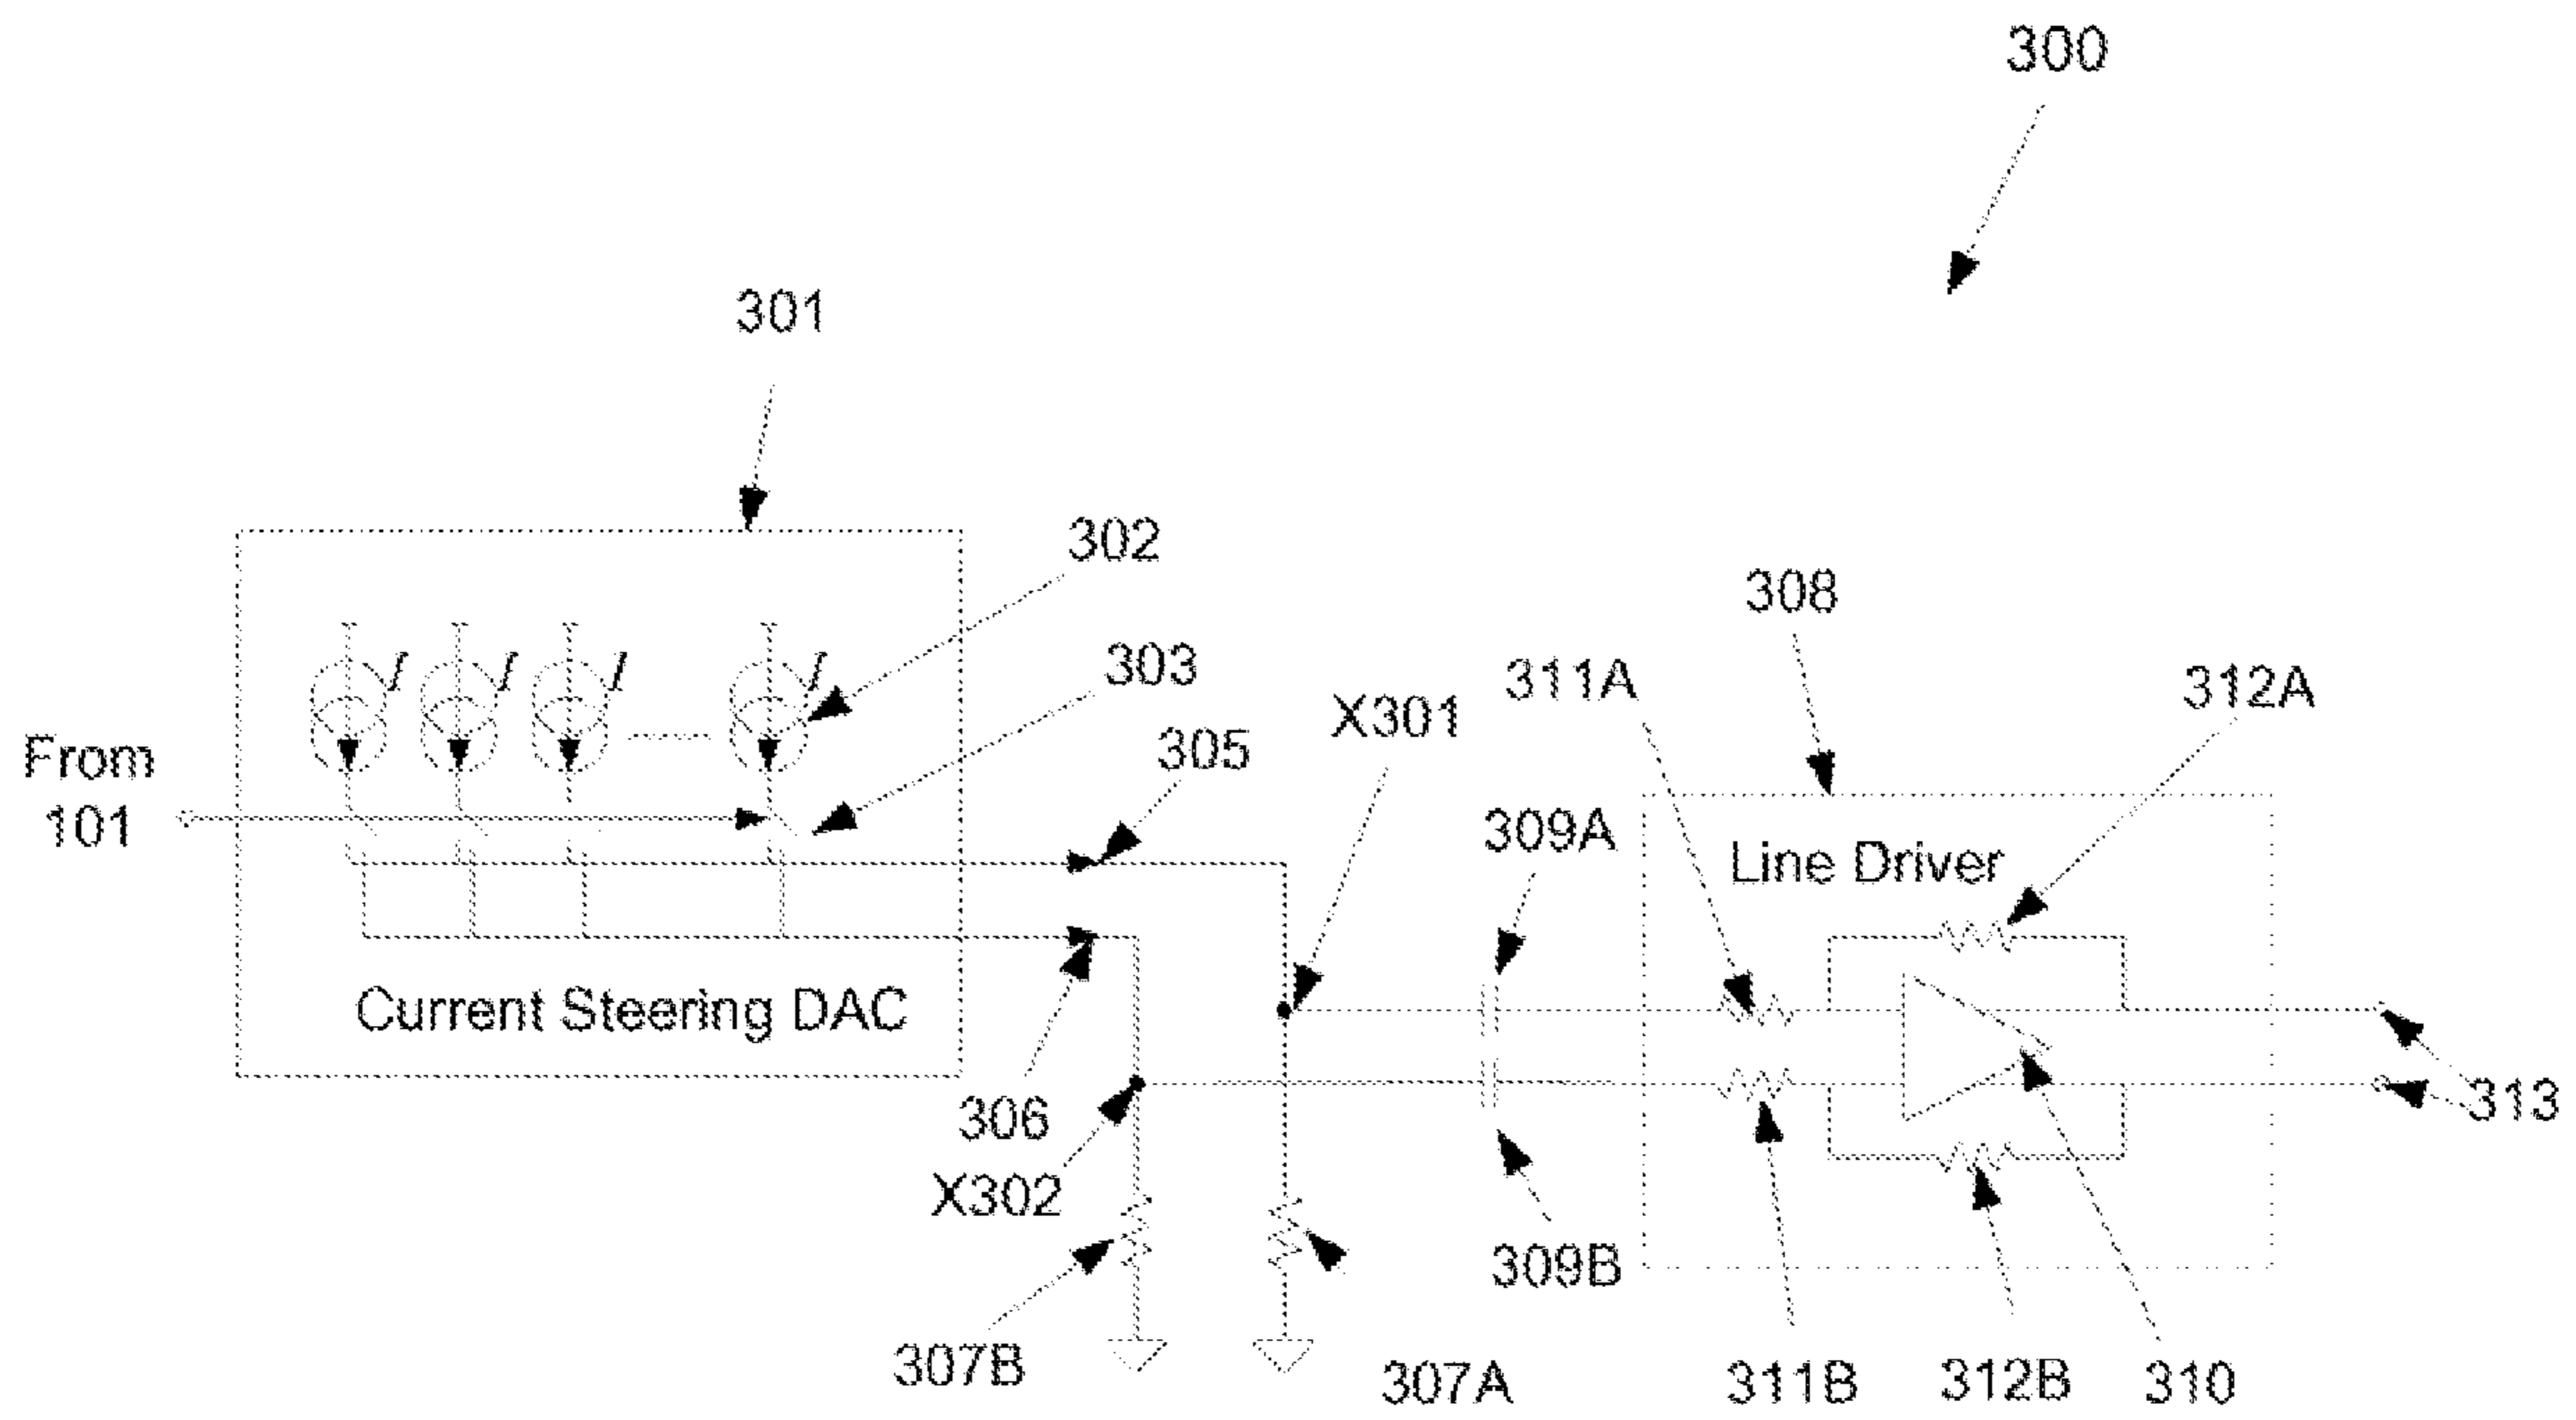 300
301
302
308
303
311A
312A
X301
305
I I I I
From
101
309A
Line Driver
Current Steering DAC
306
313
X302
309B
307B
307A
311B
312B
310